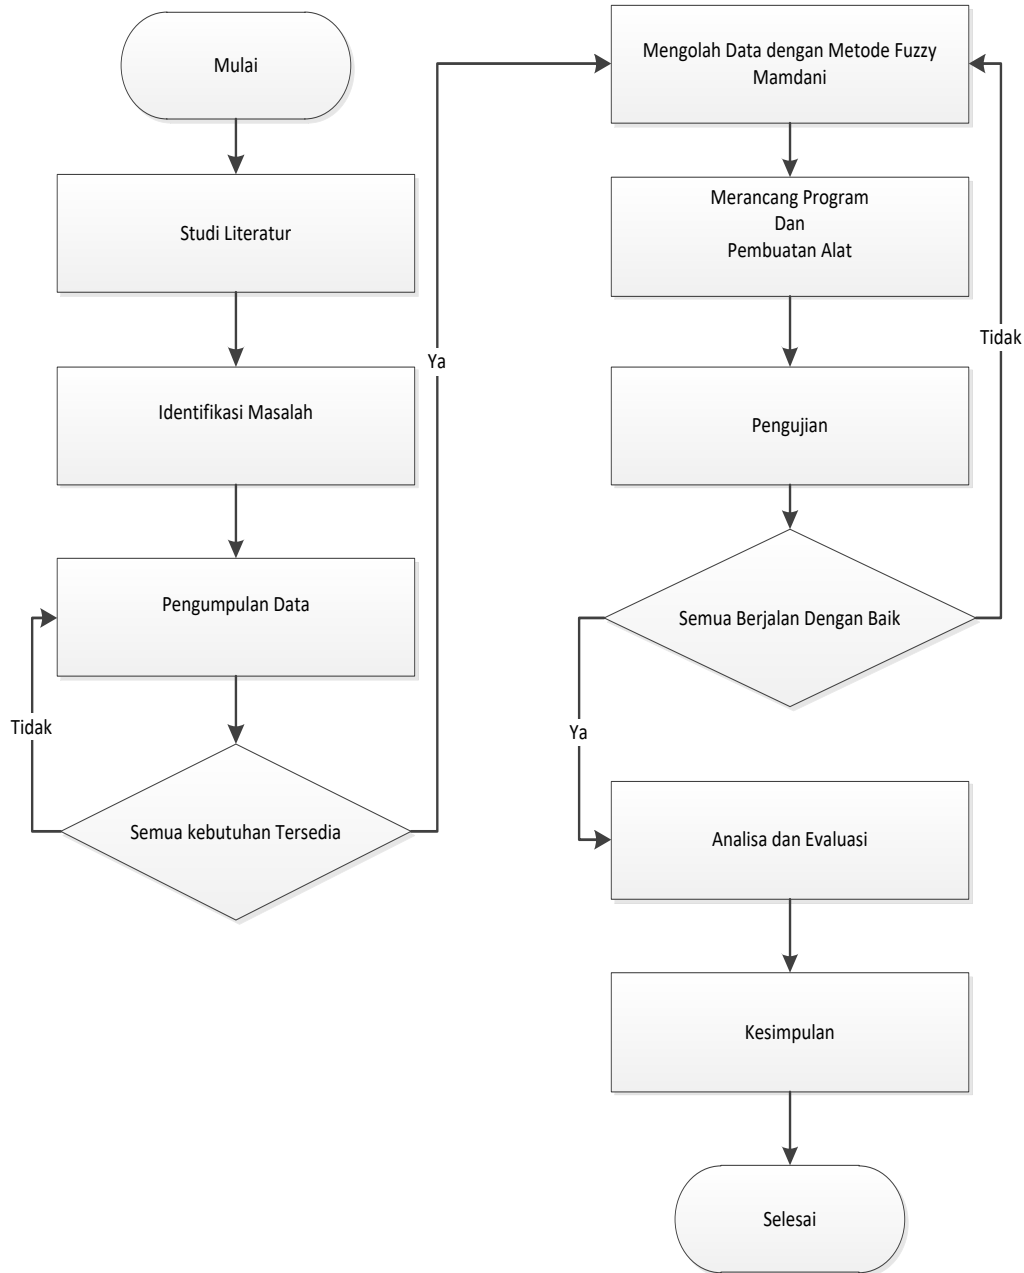 Mulai
Studi Literatur
Identifikasi Masalah
Pengumpulan Data
Tidak
Semua kebutuhan Tersedia
Ya
Mengolah Data dengan Metode Fuzzy
Mamdani
Merancang Program
Dan
Pembuatan Alat
Pengujian
Tidak
Semua Berjalan Dengan Baik
Ya
Analisa dan Evaluasi
Kesimpulan
Selesai